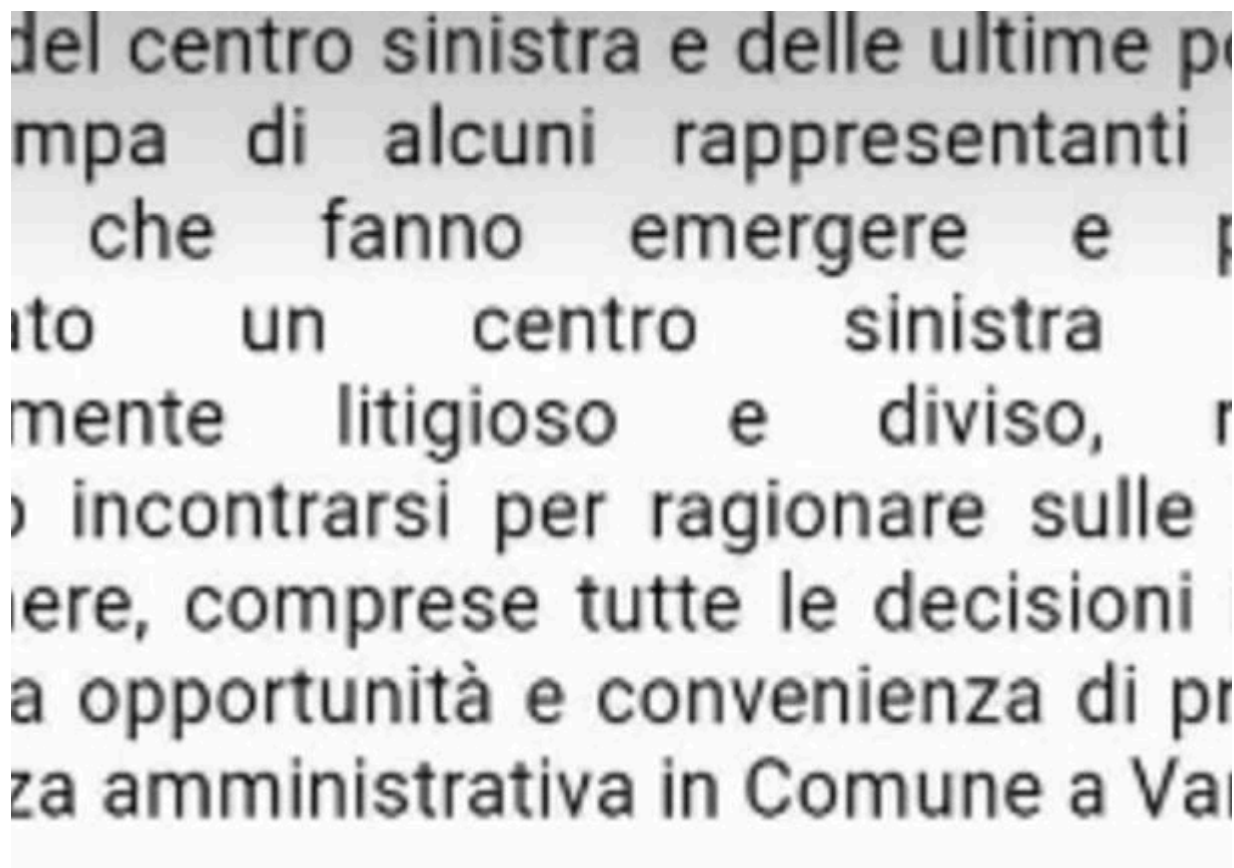 del centro sinistra e delle ultime
mpa di alcuni rappresentanti
che fanno emergere e
ato un centro sinistra
mente litigioso e diviso,
incontrarsi per ragionare sulle
ere, comprese tutte le decisioni
a opportunità e convenienza di
za amministrativa in Comune a